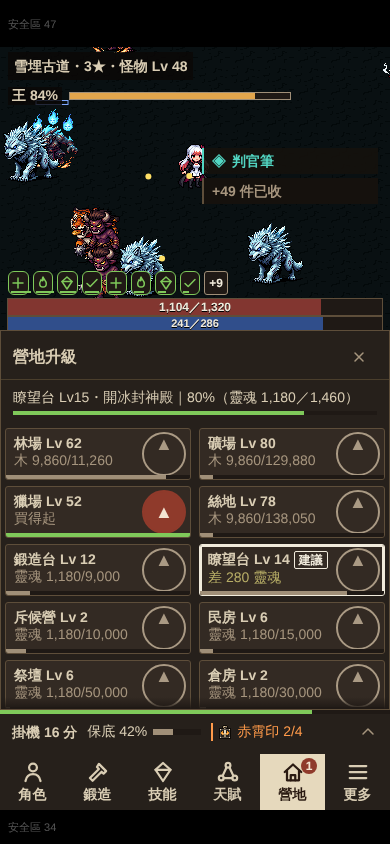 安全區 47
雪埋古道・3★・怪物 Lv 48
王 84%
判官筆
+49 件已收
+9
1,104／1,320
241／286
營地升級
瞭望台 Lv15・開冰封神殿｜80%（靈魂 1,180／1,460）
林場 Lv 62
木 9,860/11,260
礦場 Lv 80
木 9,860/129,880
獵場 Lv 52
買得起
絲地 Lv 78
木 9,860/138,050
鍛造台 Lv 12
靈魂 1,180/9,000
瞭望台 Lv 14 建議
差 280 靈魂
斥候營 Lv 2
靈魂 1,180/10,000
民房 Lv 6
靈魂 1,180/15,000
祭壇 Lv 6
靈魂 1,180/50,000
倉房 Lv 2
靈魂 1,180/30,000
掛機 16 分 保底 42% 赤霄印 2/4
1
角色 鍛造 技能 天賦 營地 更多
安全區 34